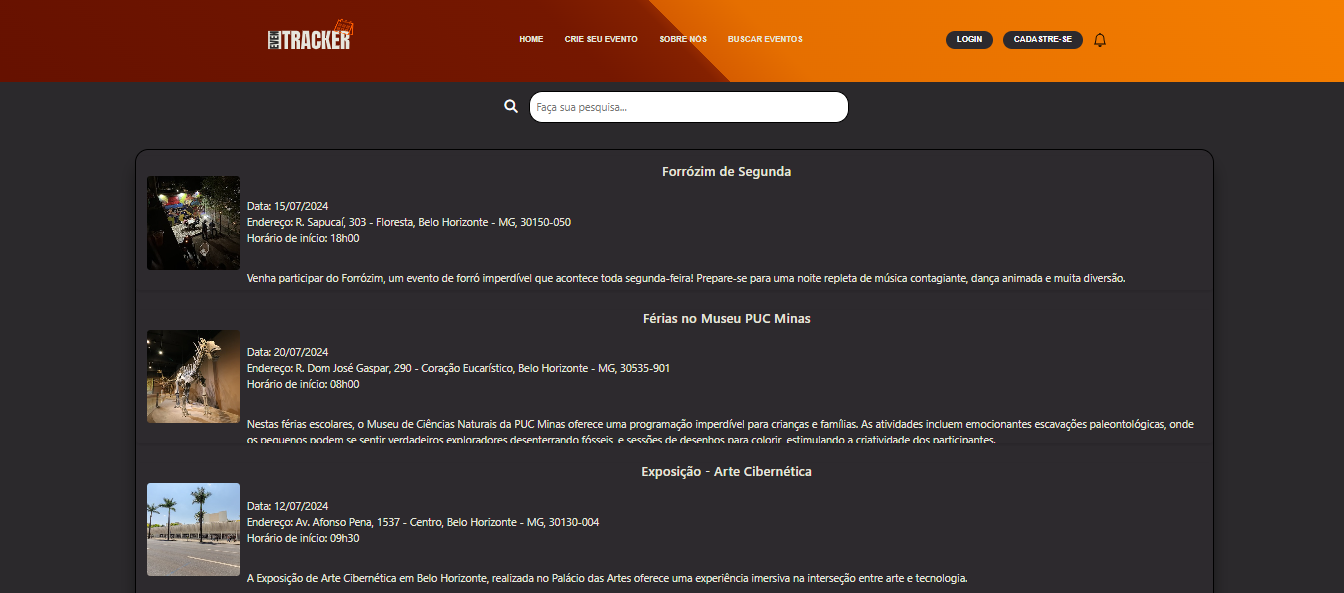 EVEN
TRACKER
HOME
CRIE SEU EVENTO
SOBRE NÓS
BUSCAR EVENTOS
LOGIN
CADASTRE-SE
Faça sua pesquisa...
Forrózim de Segunda
Data: 15/07/2024
Endereço: R. Sapucaí, 303 - Floresta, Belo Horizonte - MG, 30150-050
Horário de início: 18h00
Venha participar do Forrózim, um evento de forró imperdível que acontece toda segunda-feira! Prepare-se para uma noite repleta de música contagiante, dança animada e muita diversão.
Férias no Museu PUC Minas
Data: 20/07/2024
Endereço: R. Dom José Gaspar, 290 - Coração Eucarístico, Belo Horizonte - MG, 30535-901
Horário de início: 08h00
Nestas férias escolares, o Museu de Ciências Naturais da PUC Minas oferece uma programação imperdível para crianças e famílias. As atividades incluem emocionantes escavações paleontológicas, onde
os pequenos podem se sentir verdadeiros exploradores desenterrando fósseis, e sessões de desenhos para colorir, estimulando a criatividade dos participantes.
Exposição - Arte Cibernética
Data: 12/07/2024
Endereço: Av. Afonso Pena, 1537 - Centro, Belo Horizonte - MG, 30130-004
Horário de início: 09h30
A Exposição de Arte Cibernética em Belo Horizonte, realizada no Palácio das Artes oferece uma experiência imersiva na interseção entre arte e tecnologia.